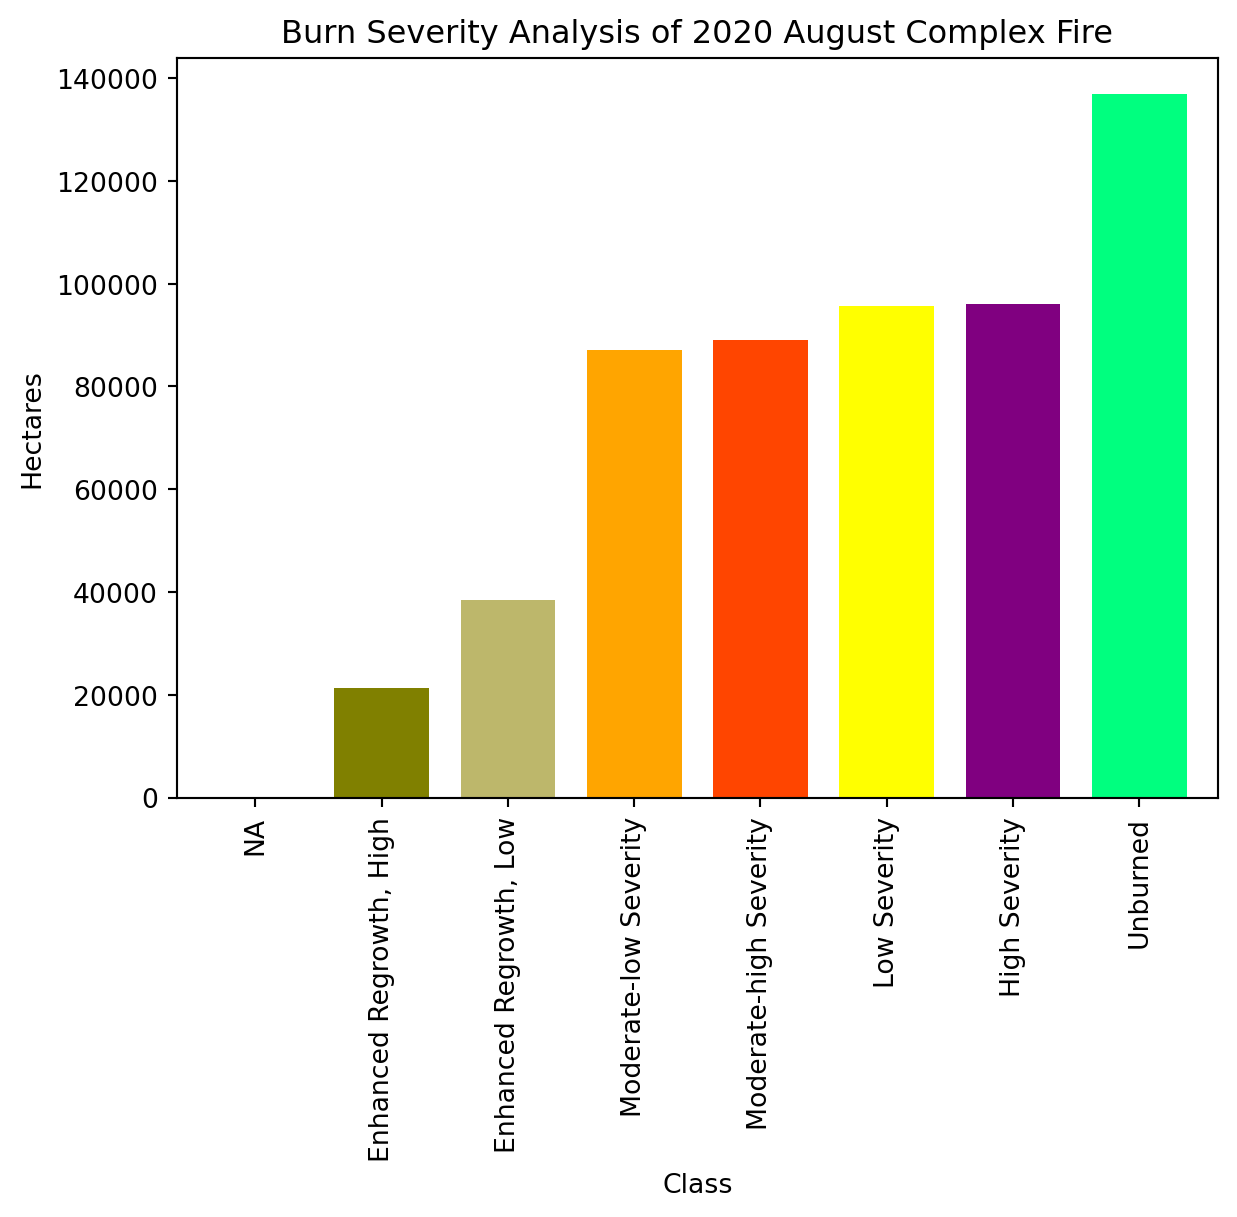 Burn Severity Analysis of 2020 August Complex Fire
Hectares
140000
120000
100000
80000
60000
40000
20000
0
NA
Enhanced Regrowth, High
Enhanced Regrowth, Low
Moderate-low Severity
Moderate-high Severity
Low Severity
High Severity
Unburned
Class